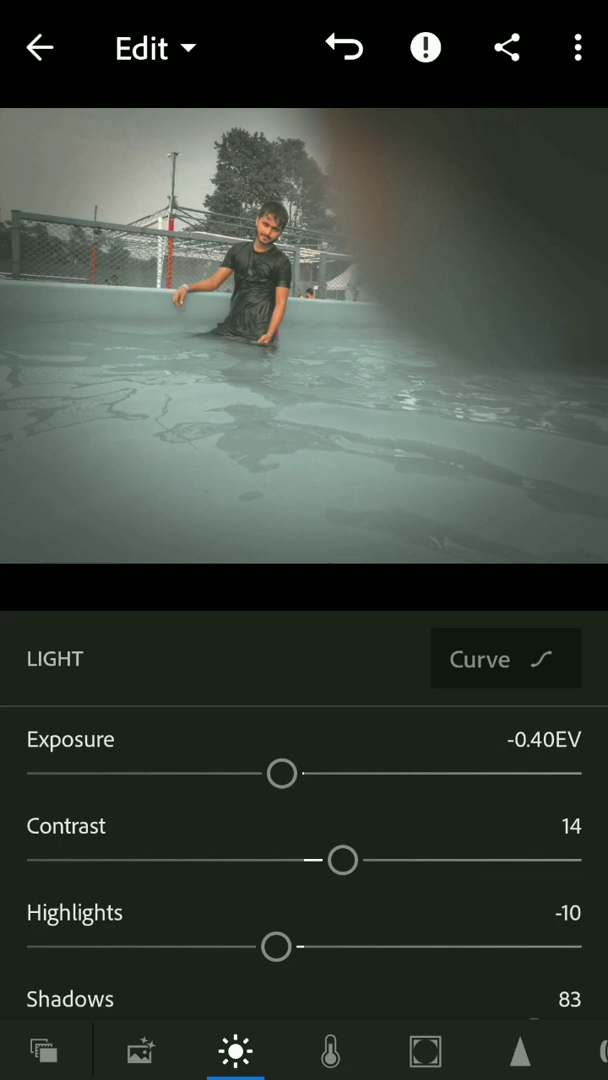 Edit
LIGHT
Curve
Exposure -0.40EV
Contrast 14
Highlights -10
Shadows 83